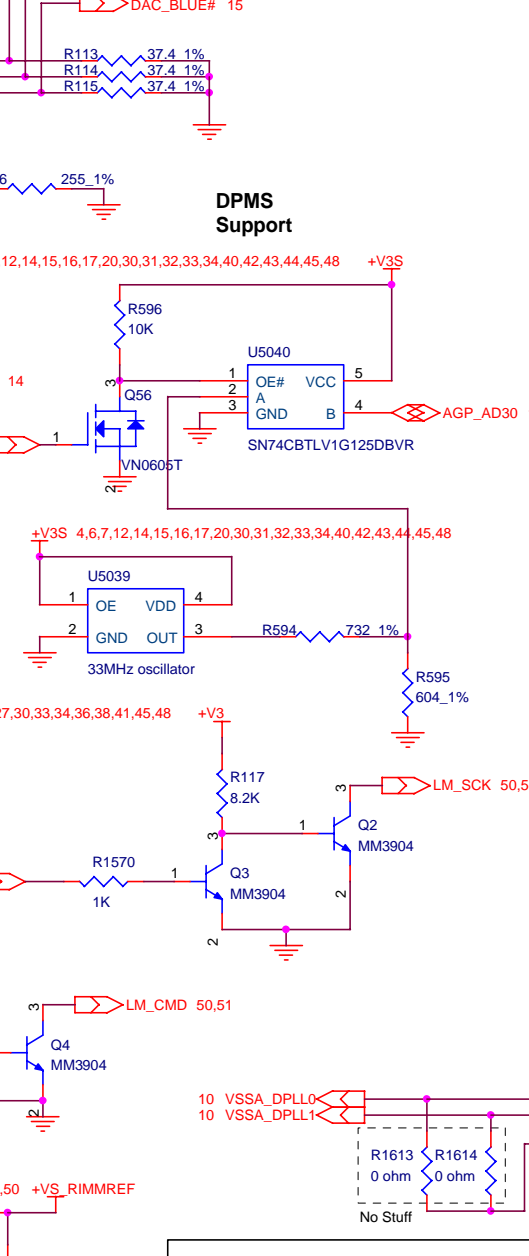 DAC_BLUE# 15
R113 37.4 1%
R114 37.4 1%
R115 37.4 1%
6 255_1%
DPMS
Support
12,14,15,16,17,20,30,31,32,33,34,40,42,43,44,45,48 +V3S
R596
10K
U5040
14
3
Q56
1 OE# VCC 5
2 A
3 GND B 4
AGP_AD30
1
SN74CBTLV1G125DBVR
VN0605T
2
+V3S 4,6,7,12,14,15,16,17,20,30,31,32,33,34,40,42,43,44,45,48
U5039
1 OE VDD 4
2 GND OUT 3
R594 732 1%
33MHz oscillator
R595
604_1%
27,30,33,34,36,38,41,45,48 +V3
R117
8.2K
3
LM_SCK 50,5
3
1
Q2
MM3904
R1570
1K
1
Q3
MM3904
2
2
3
LM_CMD 50,51
Q4
MM3904
2
10 VSSA_DPLL0
10 VSSA_DPLL1
R1613
0 ohm
R1614
0 ohm
,50 +VS_RIMMREF
No Stuff